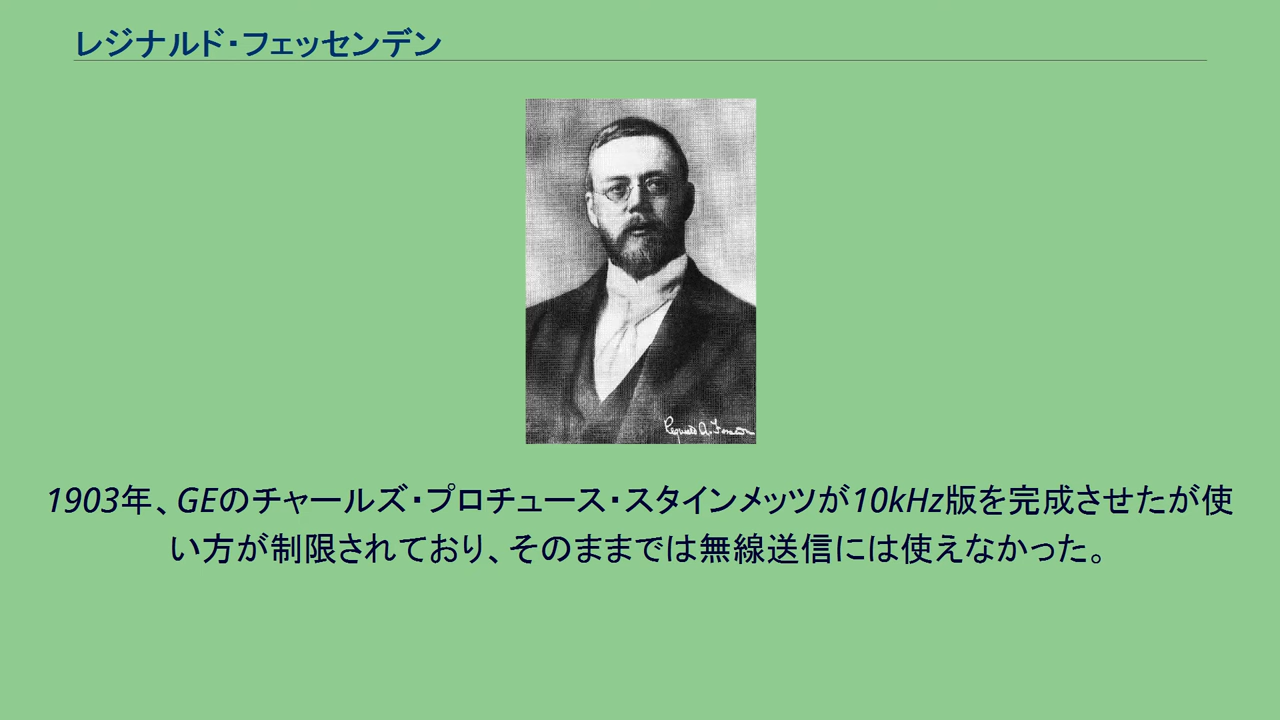 レジナルド・フェッセンデン
Reginald A. Fessenden
1903年、GEのチャールズ・プロチュース・スタインメッツが10kHz版を完成させたが使
い方が制限されており、そのままでは無線送信には使えなかった。